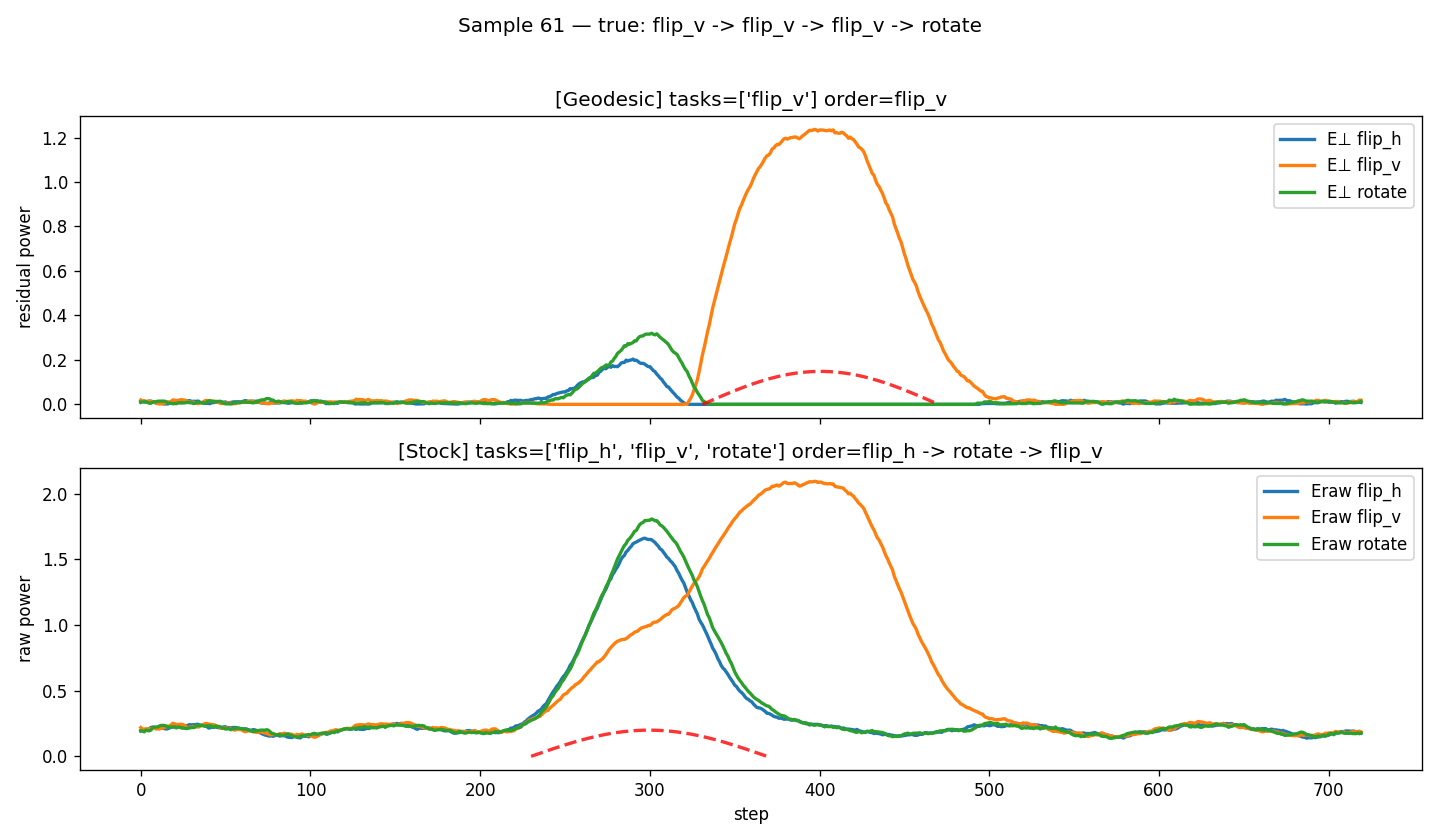 Sample 61 — true: flip_v -> flip_v -> flip_v -> rotate
[Geodesic] tasks=['flip_v'] order=flip_v
residual power
1.2
1.0
0.8
0.6
0.4
0.2
0.0
E⊥ flip_h
E⊥ flip_v
E⊥ rotate
[Stock] tasks=['flip_h', 'flip_v', 'rotate'] order=flip_h -> rotate -> flip_v
raw power
2.0
1.5
1.0
0.5
0.0
Eraw flip_h
Eraw flip_v
Eraw rotate
0 100 200 300 400 500 600 700
step